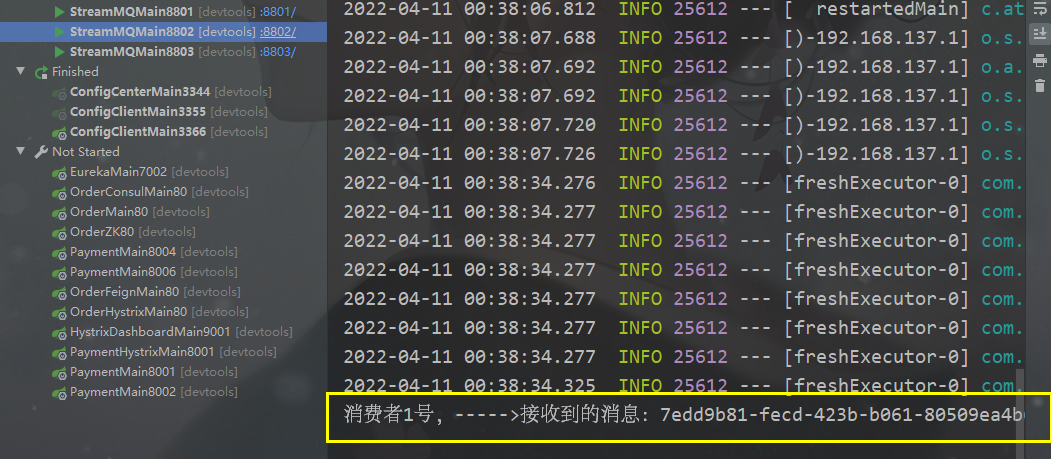 StreamMQMain8801 [devtools] :8801/
StreamMQMain8802 [devtools] :8802/
StreamMQMain8803 [devtools] :8803/
Finished
ConfigCenterMain3344 [devtools]
ConfigClientMain3355 [devtools]
ConfigClientMain3366 [devtools]
Not Started
EurekaMain7002 [devtools]
OrderConsulMain80 [devtools]
OrderMain80 [devtools]
OrderZK80 [devtools]
PaymentMain8004 [devtools]
PaymentMain8006 [devtools]
OrderFeignMain80 [devtools]
OrderHystrixMain80 [devtools]
HystrixDashboardMain9001 [devtools]
PaymentHystrixMain8001 [devtools]
PaymentMain8001 [devtools]
PaymentMain8002 [devtools]
2022-04-11 00:38:06.812 INFO 25612 --- [ restartedMain] c.at
2022-04-11 00:38:07.688 INFO 25612 --- [)-192.168.137.1] o.s.
2022-04-11 00:38:07.692 INFO 25612 --- [)-192.168.137.1] o.a.
2022-04-11 00:38:07.692 INFO 25612 --- [)-192.168.137.1] o.s.
2022-04-11 00:38:07.720 INFO 25612 --- [)-192.168.137.1] o.s.
2022-04-11 00:38:07.726 INFO 25612 --- [)-192.168.137.1] o.s.
2022-04-11 00:38:34.276 INFO 25612 --- [freshExecutor-0] com.
2022-04-11 00:38:34.277 INFO 25612 --- [freshExecutor-0] com.
2022-04-11 00:38:34.277 INFO 25612 --- [freshExecutor-0] com.
2022-04-11 00:38:34.277 INFO 25612 --- [freshExecutor-0] com.
2022-04-11 00:38:34.277 INFO 25612 --- [freshExecutor-0] com.
2022-04-11 00:38:34.277 INFO 25612 --- [freshExecutor-0] com.
2022-04-11 00:38:34.277 INFO 25612 --- [freshExecutor-0] com.
2022-04-11 00:38:34.325 INFO 25612 --- [freshExecutor-0] com.
消费者1号, ----->接收到的消息: 7edd9b81-fecd-423b-b061-80509ea4b